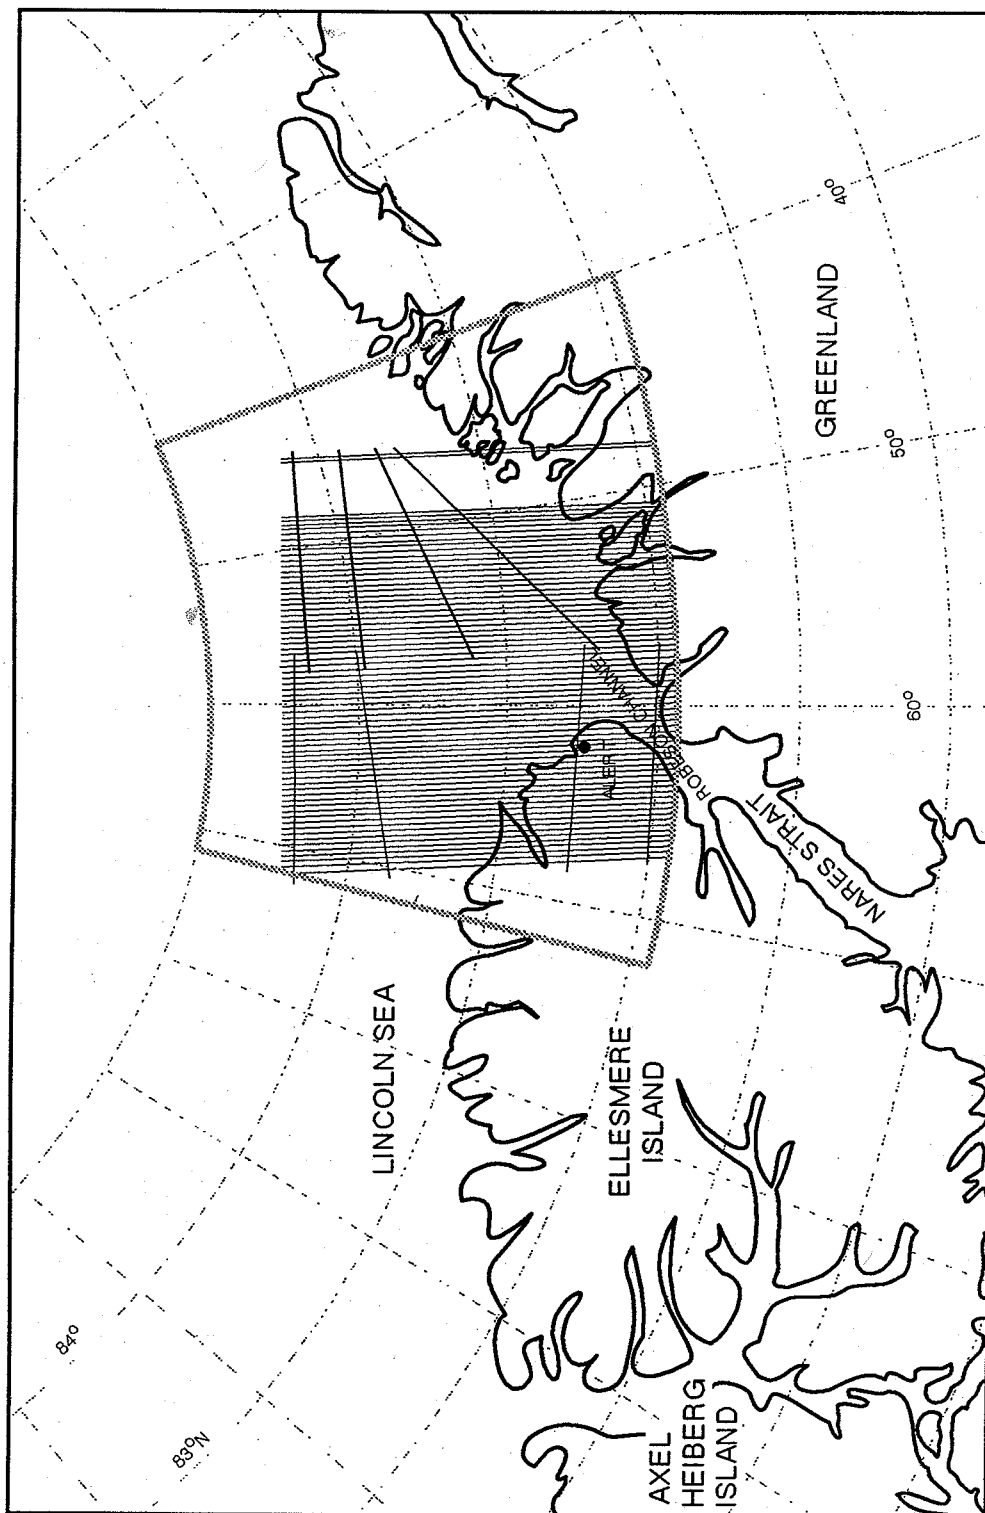 LINCOLN SEA
ELLESMERE
ISLAND
AXEL
HEIBERG
ISLAND
GREENLAND
NARES STRAIT
ROBESON CHANNEL
ALERT
84°
83°N
40°
50°
60°